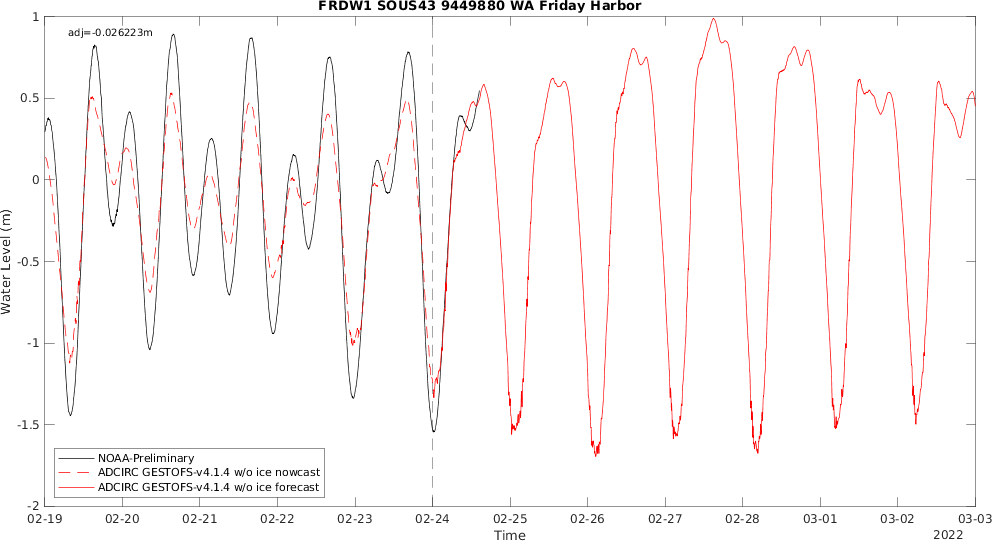 FRDW1 SOUS43 9449880 WA Friday Harbor
adj=-0.026223m
1
0.5
0
-0.5
-1
-1.5
-2
Water Level (m)
NOAA-Preliminary
ADCIRC GESTOFS-v4.1.4 w/o ice nowcast
ADCIRC GESTOFS-v4.1.4 w/o ice forecast
02-19 02-20 02-21 02-22 02-23 02-24 02-25 02-26 02-27 02-28 03-01 03-02 03-03
Time
2022